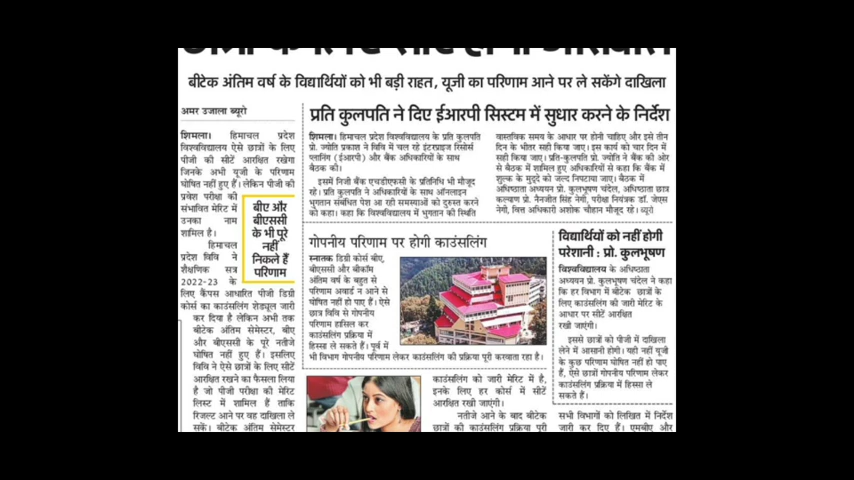 बीटेक अंतिम वर्ष के विद्यार्थियों को भी बड़ी राहत, यूजी का परिणाम आने पर ले सकेंगे दाखिला
अमर उजाला ब्यूरो
शिमला। हिमाचल प्रदेश
विश्वविद्यालय ऐसे छात्रों के लिए
पीजी की सीटें आरक्षित रखेगा
जिनके अभी यूजी के परिणाम
घोषित नहीं हुए हैं। लेकिन पीजी की
प्रवेश परीक्षा की
संभावित मेरिट में
उनका नाम
शामिल है।
हिमाचल
प्रदेश विवि ने
शैक्षणिक सत्र
2022-23 के
लिए कैंपस आधारित पीजी डिग्री
कोर्स का काउंसलिंग शेड्यूल जारी
कर दिया है लेकिन अभी तक
बीटेक अंतिम सेमेस्टर, बीए
और बीएससी के पूरे नतीजे
घोषित नहीं हुए हैं। इसलिए
विवि ने ऐसे छात्रों के लिए सीटें
आरक्षित रखने का फैसला लिया
है जो पीजी परीक्षा की मेरिट
लिस्ट में शामिल हैं ताकि
रिजल्ट आने पर वह दाखिला ले
सकें। बीटेक अंतिम सेमेस्टर
बीए और
बीएससी
के भी पूरे
नहीं
निकले हैं
परिणाम
प्रति कुलपति ने दिए ईआरपी सिस्टम में सुधार करने के निर्देश
शिमला। हिमाचल प्रदेश विश्वविद्यालय के प्रति कुलपति
प्रो. ज्योति प्रकाश ने विवि में चल रहे इंटरप्राइज रिसोर्स
प्लानिंग (ईआरपी) और बैंक अधिकारियों के साथ
बैठक की।
इसमें निजी बैंक एचडीएफसी के प्रतिनिधि भी मौजूद
रहे। प्रति कुलपति ने अधिकारियों के साथ ऑनलाइन
भुगतान संबंधित पेश आ रही समस्याओं को दुरुस्त करने
को कहा। कहा कि विश्वविद्यालय में भुगतान की स्थिति
वास्तविक समय के आधार पर होनी चाहिए और इसे तीन
दिन के भीतर सही किया जाए। इस कार्य को चार दिन में
सही किया जाए। प्रति-कुलपति प्रो. ज्योति ने बैंक की ओर
से बैठक में शामिल हुए अधिकारियों से कहा कि बैंक में
शुल्क के मुद्दे को जल्द निपटाया जाए। बैठक में
अधिष्ठाता अध्ययन प्रो. कुलभूषण चंदेल, अधिष्ठाता छात्र
कल्याण प्रो. नैनजीत सिंह नेगी, परीक्षा नियंत्रक डॉ. जेएस
नेगी, वित्त अधिकारी अशोक चौहान मौजूद रहे। ब्यूरो
गोपनीय परिणाम पर होगी काउंसलिंग
स्नातक डिग्री कोर्स बीए,
बीएससी और बीकॉम
अंतिम वर्ष के बहुत से
परिणाम अवार्ड न आने से
घोषित नहीं हो पाए हैं। ऐसे
छात्र विवि से गोपनीय
परिणाम हासिल कर
काउंसलिंग प्रक्रिया में
हिस्सा ले सकते हैं। पूर्व में
भी विभाग गोपनीय परिणाम लेकर काउंसलिंग की प्रक्रिया पूरी करवाता रहा है।
विद्यार्थियों को नहीं होगी
परेशानी : प्रो. कुलभूषण
विश्वविद्यालय के अधिष्ठाता
अध्ययन प्रो. कुलभूषण चंदेल ने कहा
कि हर विभाग में बीटेक छात्रों के
लिए काउंसलिंग की जारी मेरिट के
आधार पर सीटें आरक्षित
रखी जाएंगी।
इससे छात्रों को पीजी में दाखिला
लेने में आसानी होगी। यही नहीं यूजी
के कुछ परिणाम घोषित नहीं हो पाए
हैं, ऐसे छात्रों गोपनीय परिणाम लेकर
काउंसलिंग प्रक्रिया में हिस्सा ले
सकते हैं।
काउंसलिंग को जारी मेरिट में है,
इनके लिए हर कोर्स में सीटें
आरक्षित रखी जाएंगी।
नतीजे आने के बाद बीटेक
छात्रों की काउंसलिंग प्रक्रिया पूरी
सभी विभागों को लिखित में निर्देश
जारी कर दिए हैं। एमबीए और